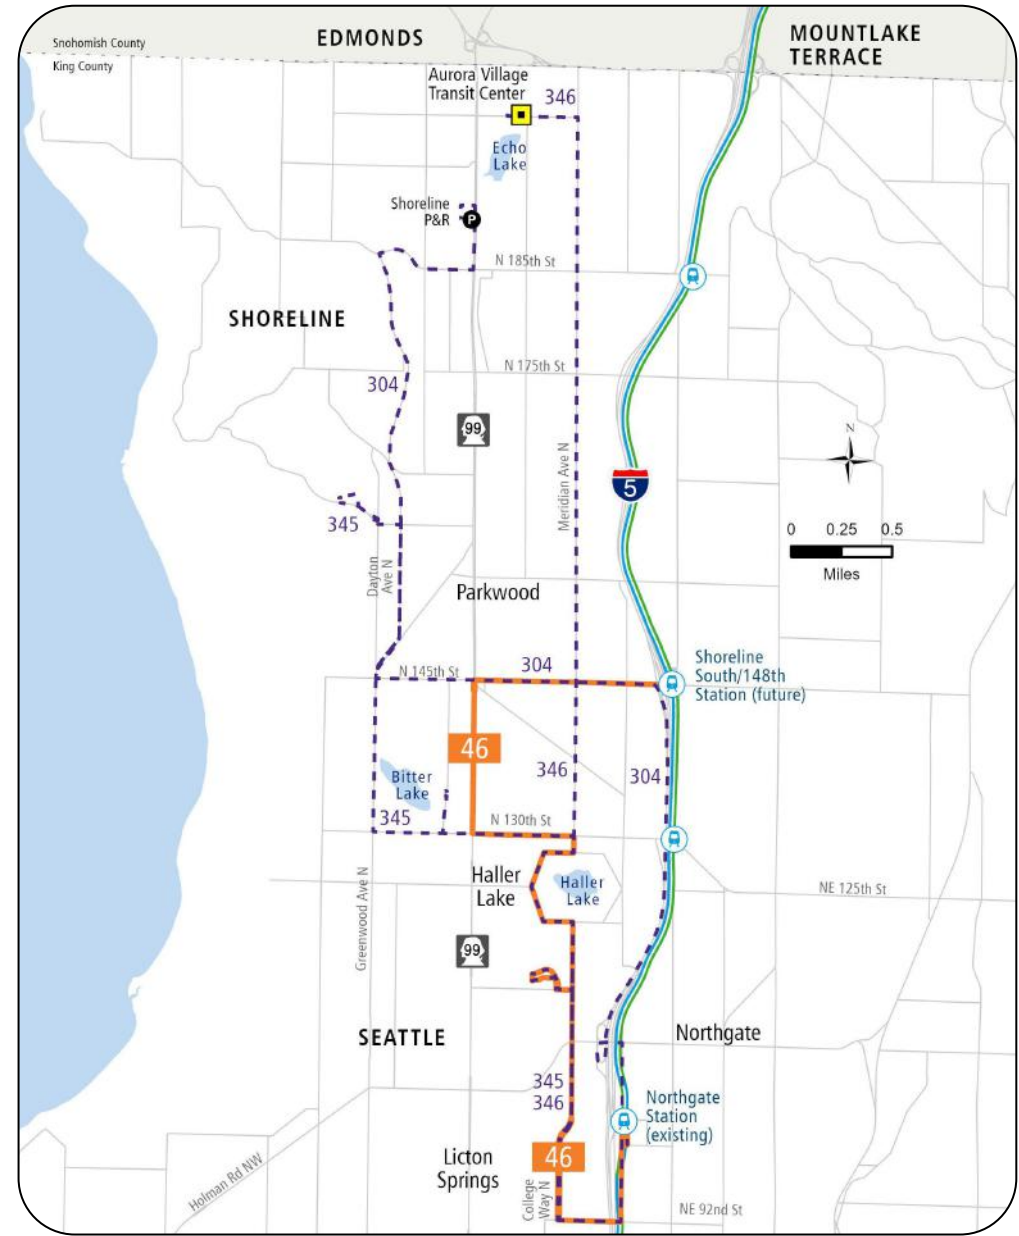 EDMONDS
MOUNTLAKE
TERRACE
Snohomish County
King County
Aurora Village
Transit Center
346
Echo
Lake
Shoreline
P&R
P
N 185th St
SHORELINE
N 175th St
304
99
N
Meridian Ave N
5
345
0 0.25 0.5
Miles
Dayton
Ave N
Parkwood
N 145th St
304
Shoreline
South/148th
Station (future)
46
346
304
Bitter
Lake
345
N 130th St
Haller
Lake
Haller
Lake
NE 125th St
Greenwood Ave N
99
SEATTLE
Northgate
345
346
Northgate
Station
(existing)
46
Licton
Springs
College
Way N
Holman Rd NW
NE 92nd St